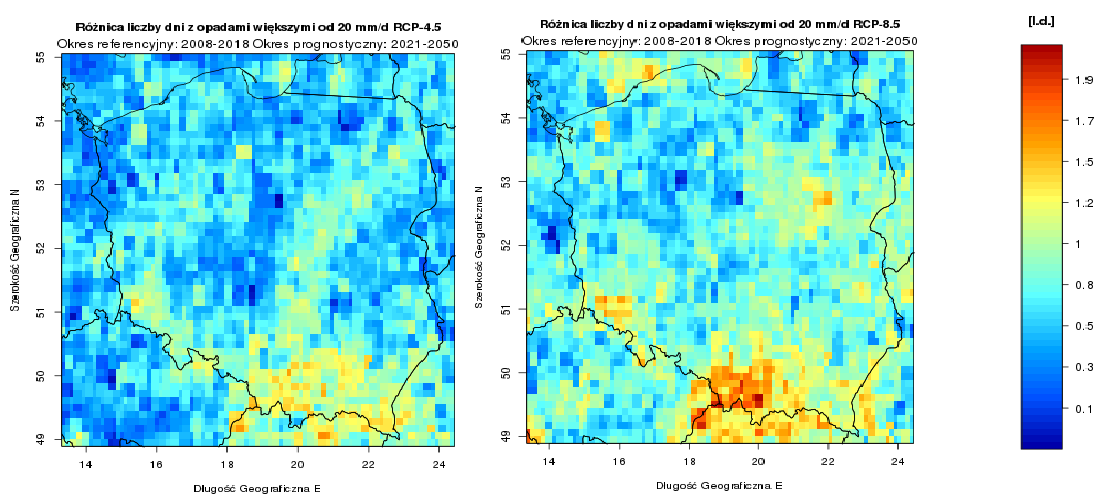 Różnica liczby dni z opadami większymi od 20 mm/d RCP-4.5
Okres referencyjny: 2008-2018 Okres prognostyczny: 2021-2050
55
54
53
52
51
50
49
Szerokość Geograficzna N
14 16 18 20 22 24
Długość Geograficzna E
Różnica liczby dni z opadami większymi od 20 mm/d RCP-8.5
Okres referencyjny: 2008-2018 Okres prognostyczny: 2021-2050
55
54
53
52
51
50
49
Szerokość Geograficzna N
14 16 18 20 22 24
Długość Geograficzna E
[l.d.]
1.9
1.7
1.5
1.2
1
0.8
0.5
0.3
0.1